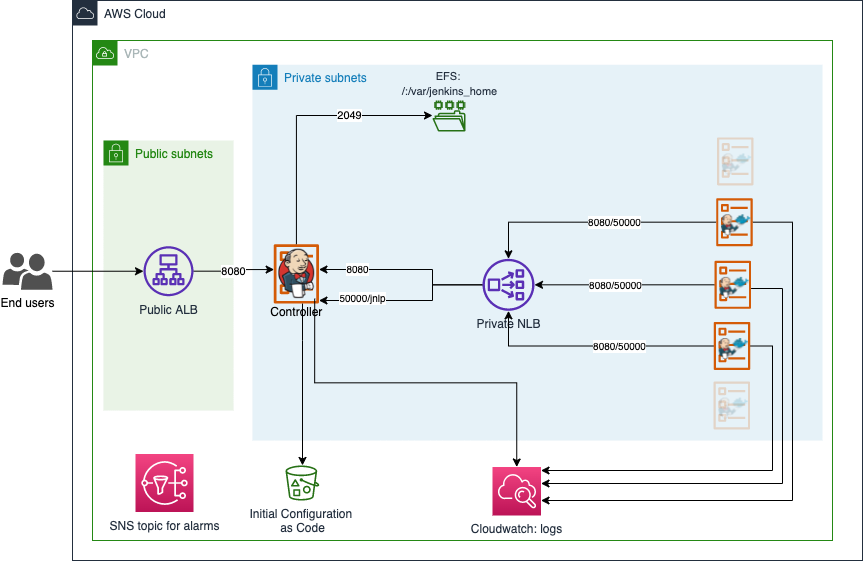 AWS Cloud
VPC
Private subnets
EFS:
/:/var/jenkins_home
2049
Public subnets
8080/50000
8080
8080
8080/50000
50000/jnlp
End users
Public ALB
Controller
Private NLB
8080/50000
Initial Configuration
as Code
SNS topic for alarms
Cloudwatch: logs